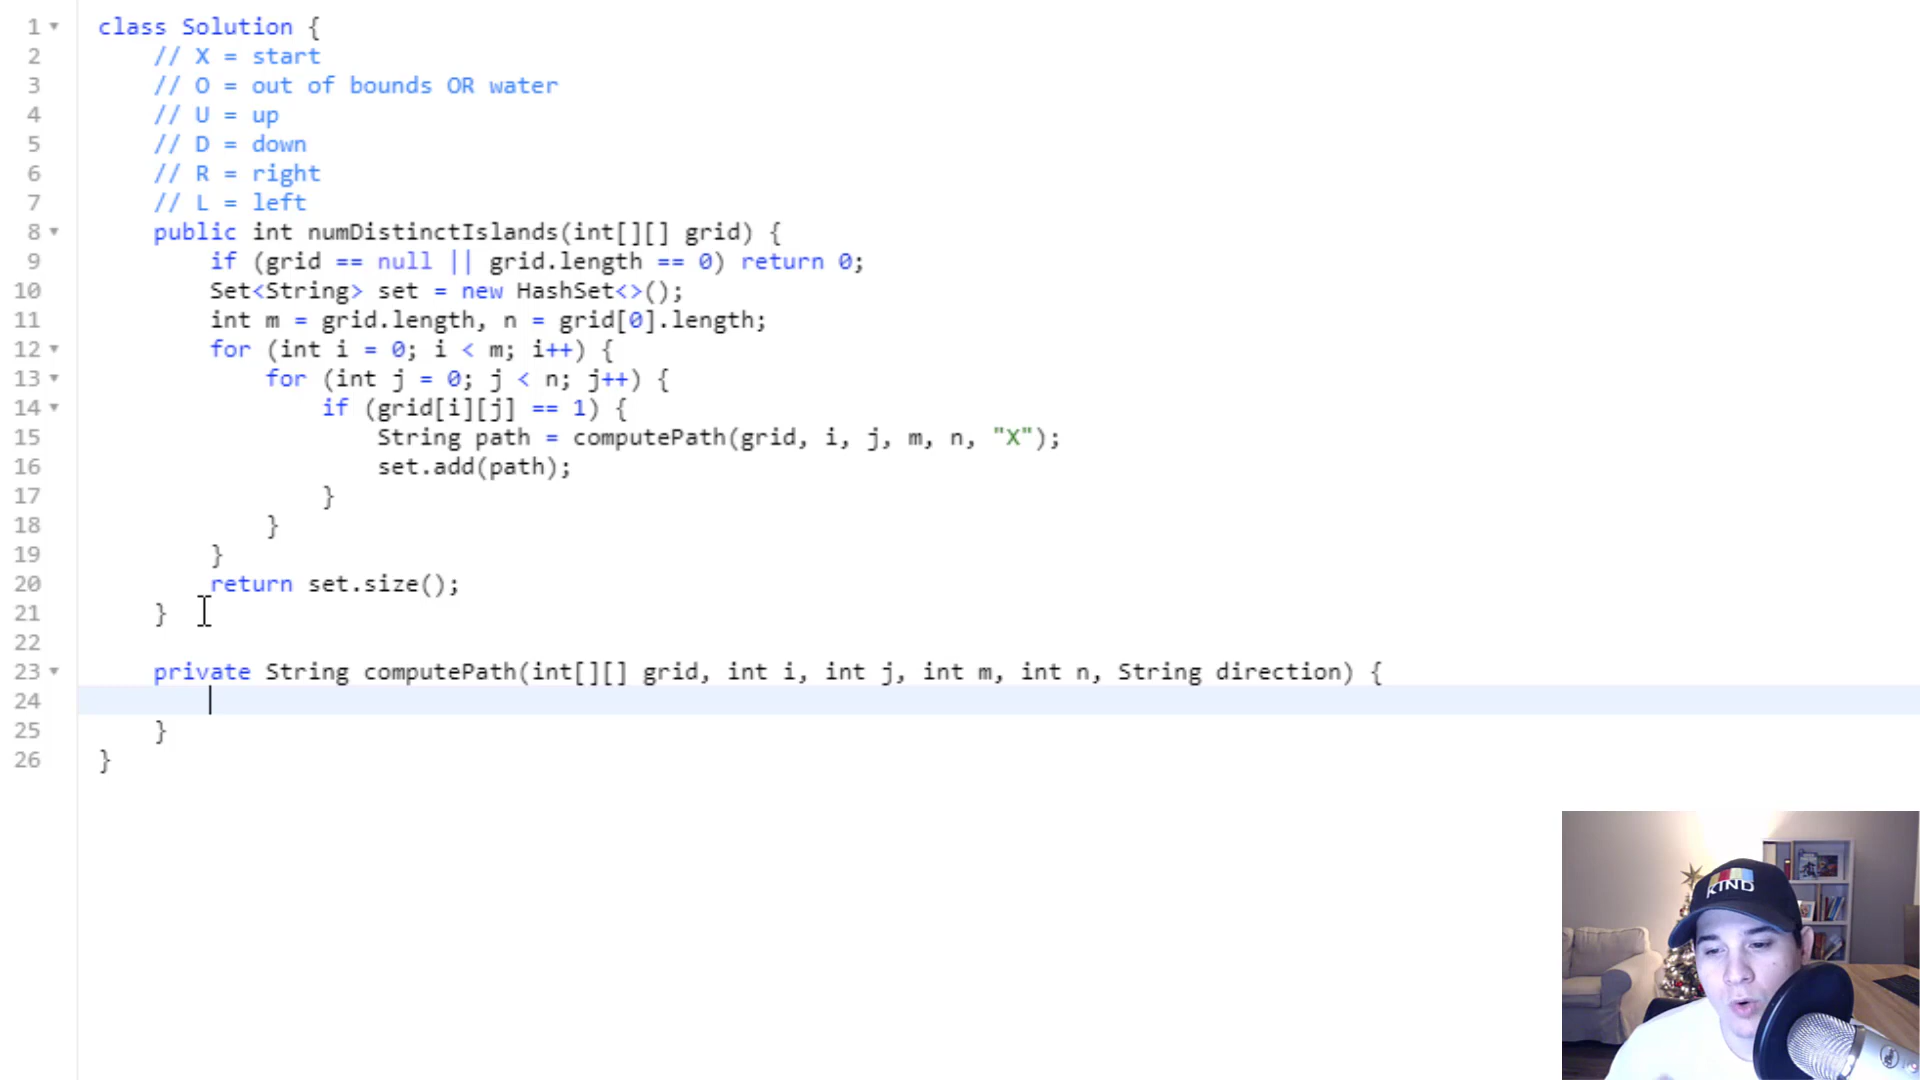 1 class Solution {
2 // X = start
3 // O = out of bounds OR water
4 // U = up
5 // D = down
6 // R = right
7 // L = left
8 public int numDistinctIslands(int[][] grid) {
9 if (grid == null || grid.length == 0) return 0;
10 Set<String> set = new HashSet<>();
11 int m = grid.length, n = grid[0].length;
12 for (int i = 0; i < m; i++) {
13 for (int j = 0; j < n; j++) {
14 if (grid[i][j] == 1) {
15 String path = computePath(grid, i, j, m, n, "X");
16 set.add(path);
17 }
18 }
19 }
20 return set.size();
21 }
22
23 private String computePath(int[][] grid, int i, int j, int m, int n, String direction) {
24
25 }
26 }
KIND